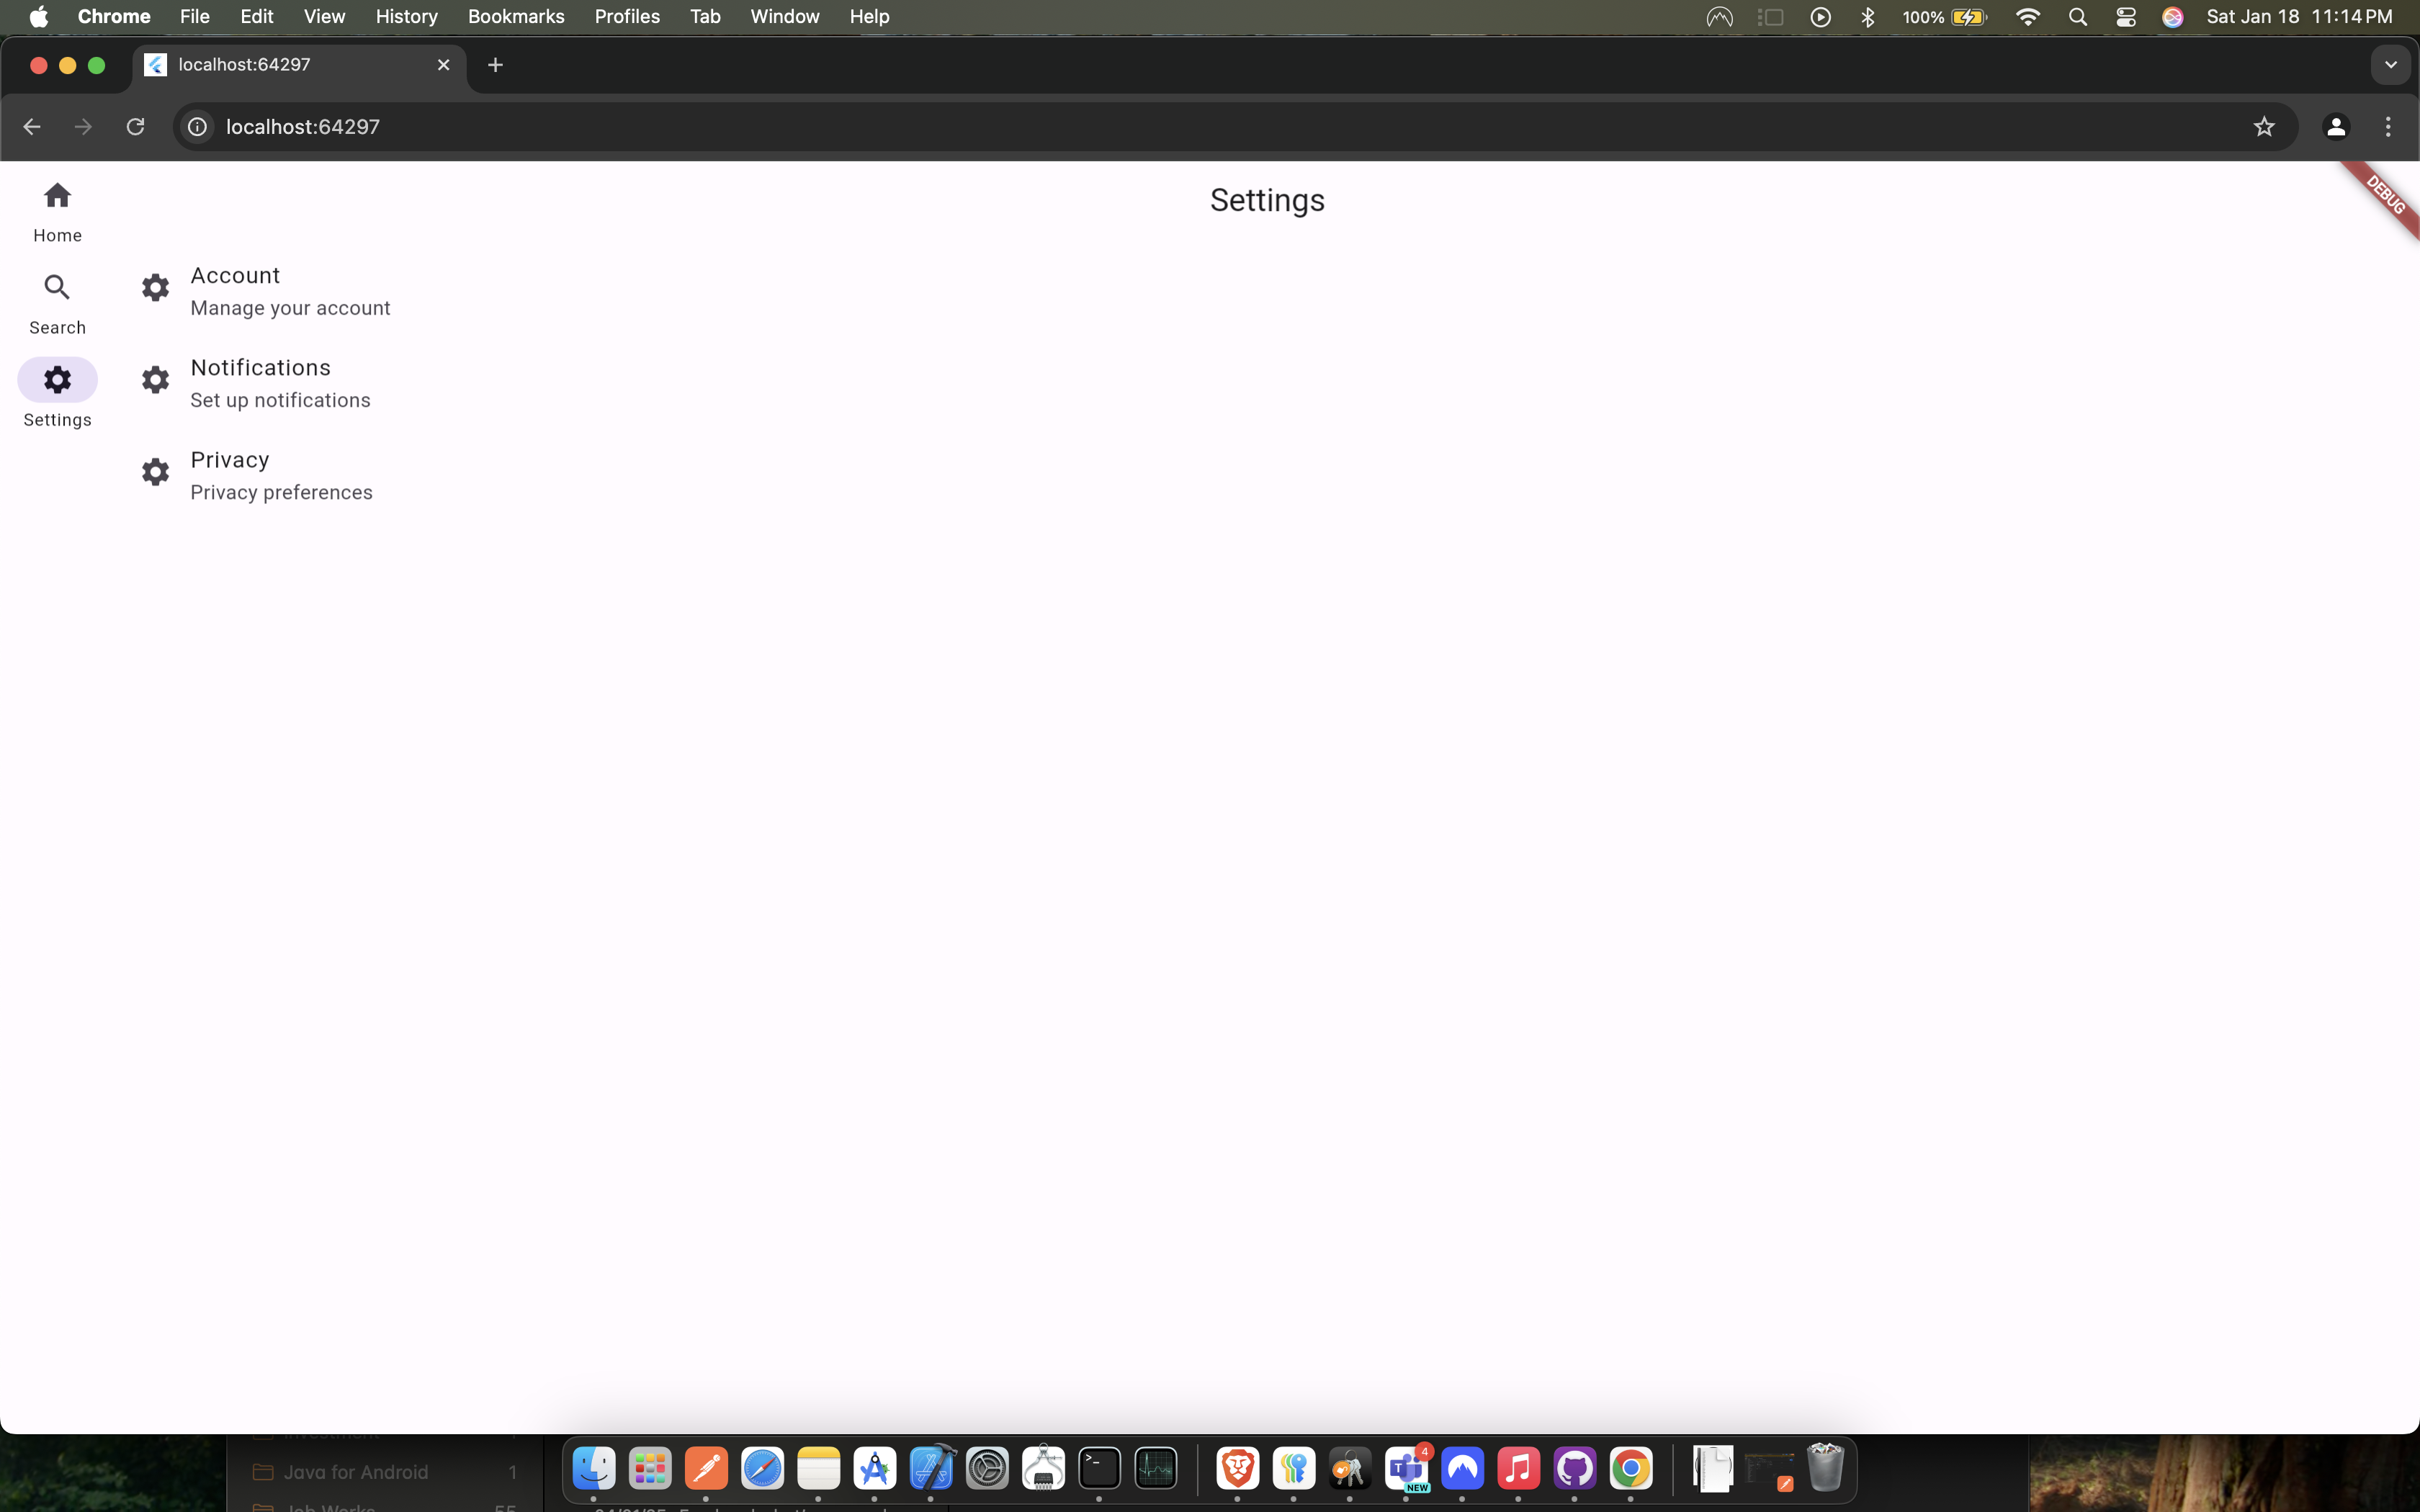 Chrome File Edit View History Bookmarks Profiles Tab Window Help 100% Sat Jan 18 11:14 PM
localhost:64297
localhost:64297
DEBUG
Settings
Home
Search
Settings
Account
Manage your account
Notifications
Set up notifications
Privacy
Privacy preferences
Java for Android 1
Job Works 55
4
NEW